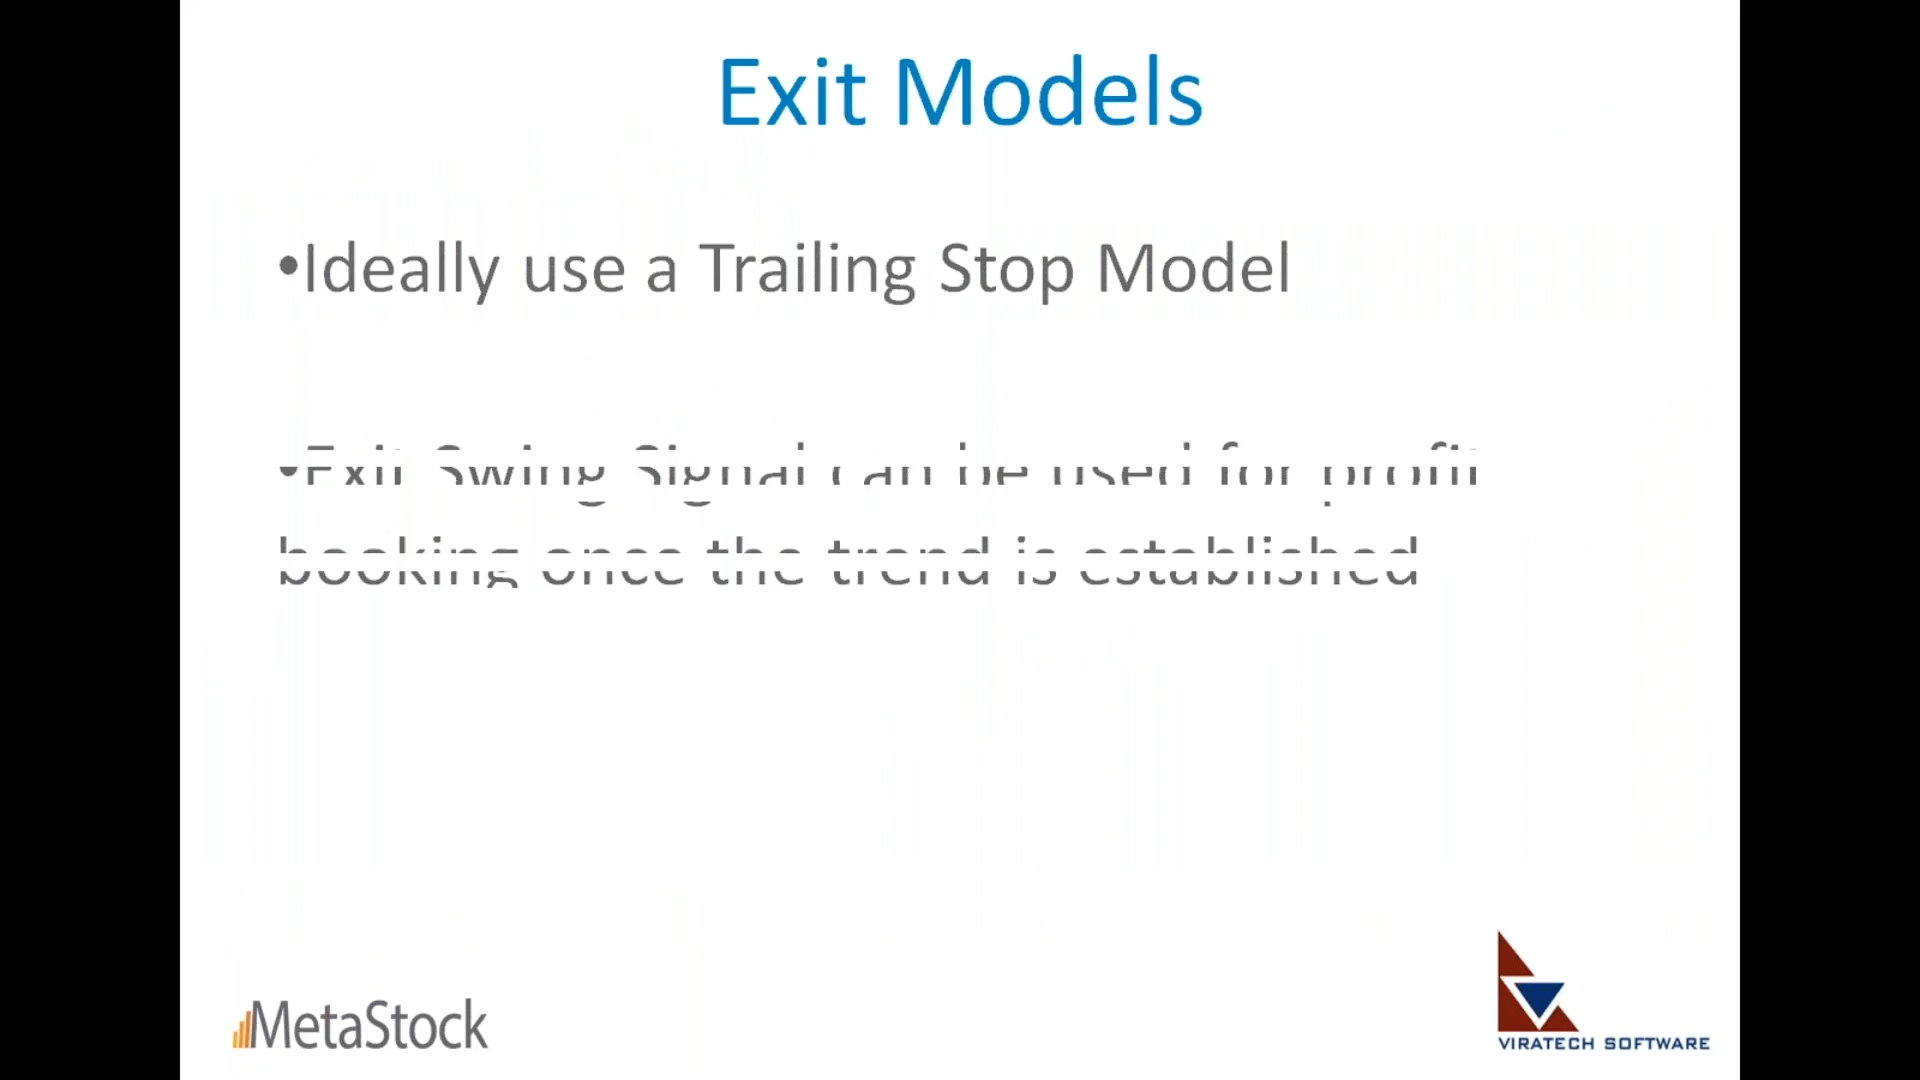 Exit Models
•Ideally use a Trailing Stop Model
•Exit Swing Signal can be used for profit
booking once the trend is established
MetaStock
VIRATECH SOFTWARE